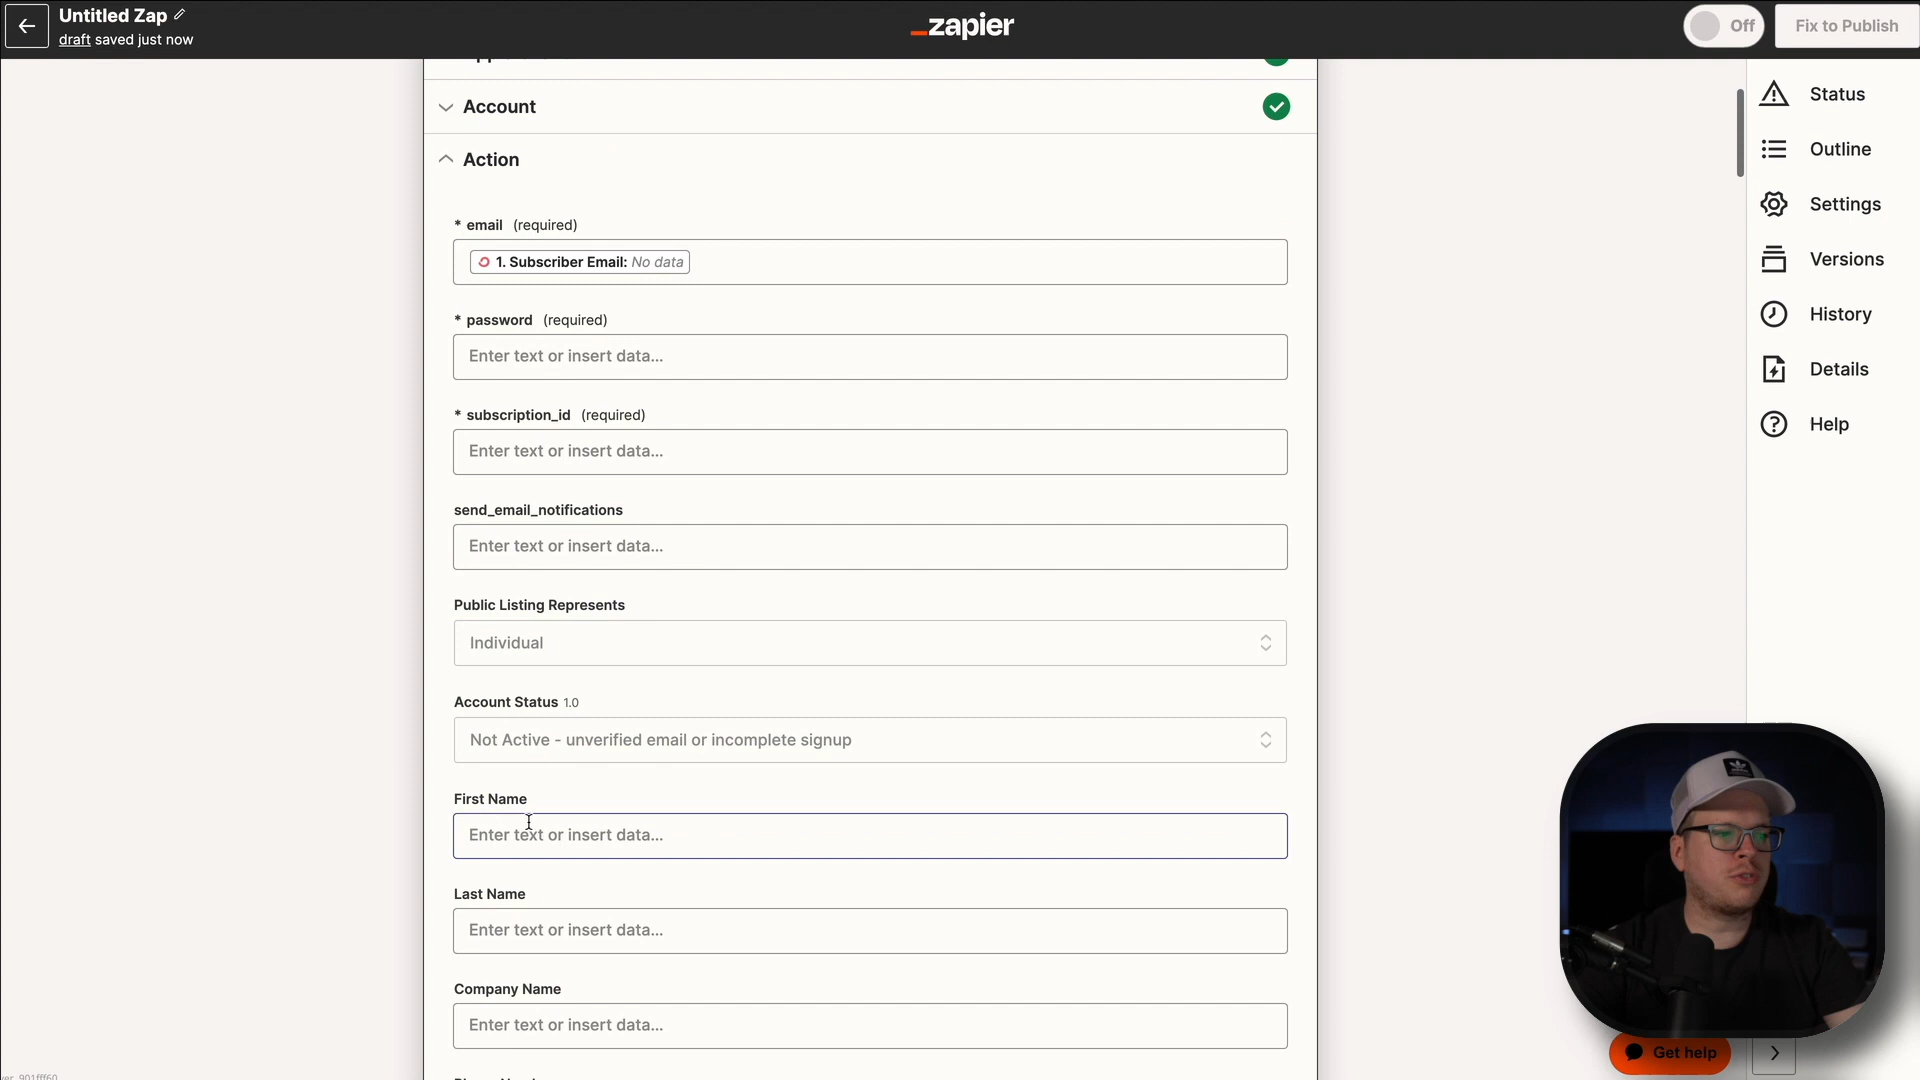 Untitled Zap
draft saved just now
_zapier
Off
Fix to Publish
Account
Action
* email (required)
1. Subscriber Email: No data
* password (required)
Enter text or insert data...
* subscription_id (required)
Enter text or insert data...
send_email_notifications
Enter text or insert data...
Public Listing Represents
Individual
Account Status 1.0
Not Active - unverified email or incomplete signup
First Name
Enter text or insert data...
Last Name
Enter text or insert data...
Company Name
Enter text or insert data...
Status
Outline
Settings
Versions
History
Details
Help
Get help